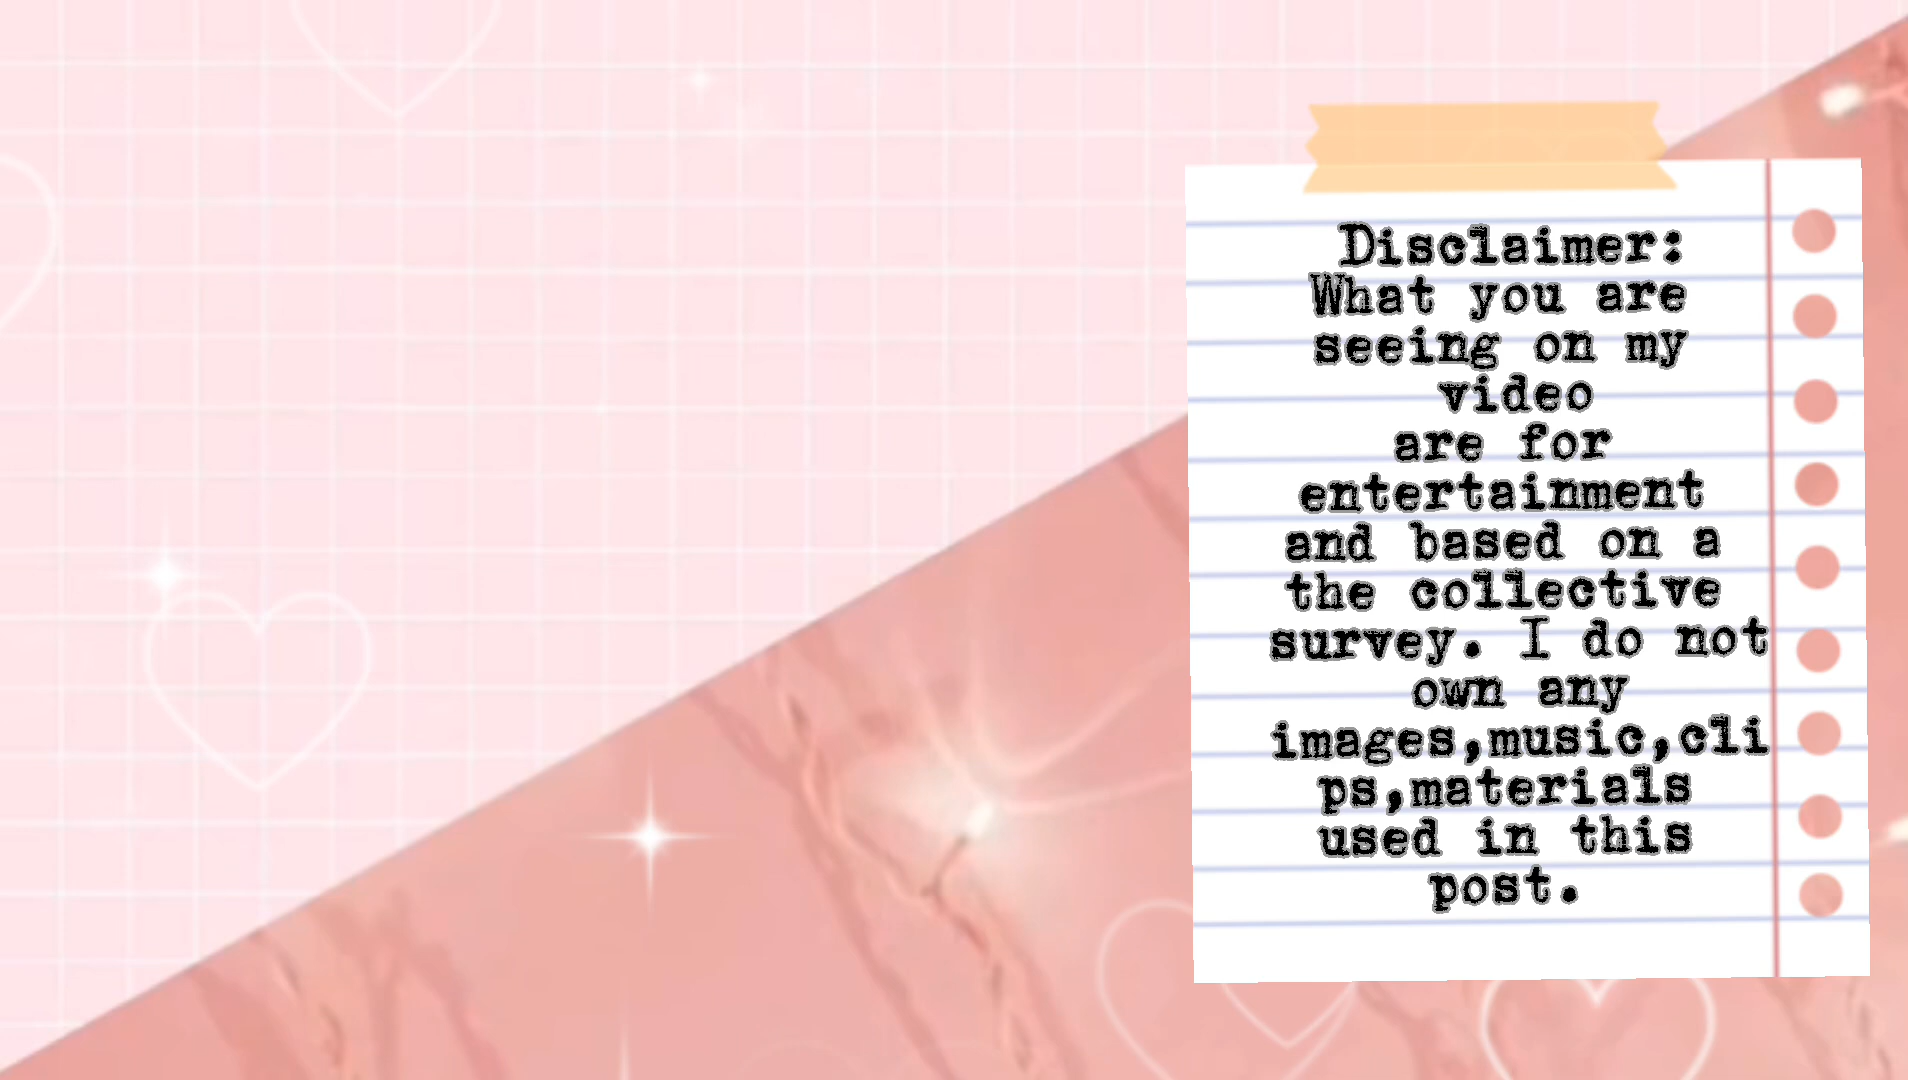 Disclaimer:
What you are
seeing on my
video
are for
entertainment
and based on a
the collective
survey. I do not
own any
images,music,cli
ps,materials
used in this
post.